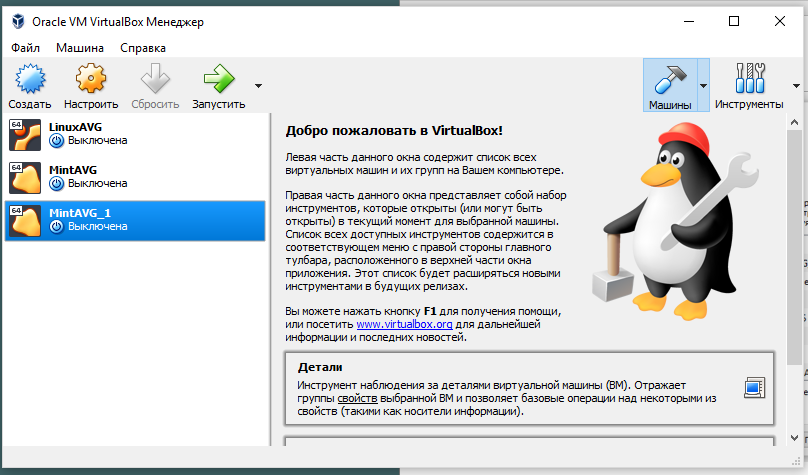 Oracle VM VirtualBox Менеджер
Файл Машина Справка
Создать Настроить Сбросить Запустить Машины Инструменты
64 LinuxAVG
Выключена
64 MintAVG
Выключена
64 MintAVG_1
Выключена
Добро пожаловать в VirtualBox!
Левая часть данного окна содержит список всех
виртуальных машин и их групп на Вашем компьютере.
Правая часть данного окна представляет собой набор
инструментов, которые открыты (или могут быть
открыты) в текущий момент для выбранной машины.
Список всех доступных инструментов содержится в
соответствующем меню с правой стороны главного
тулбара, расположенного в верхней части окна
приложения. Этот список будет расширяться новыми
инструментами в будущих релизах.
Вы можете нажать кнопку F1 для получения помощи,
или посетить www.virtualbox.org для дальнейшей
информации и последних новостей.
Детали
Инструмент наблюдения за деталями виртуальной машины (ВМ). Отражает
группы свойств выбранной ВМ и позволяет базовые операции над некоторыми из
свойств (такими как носители информации).